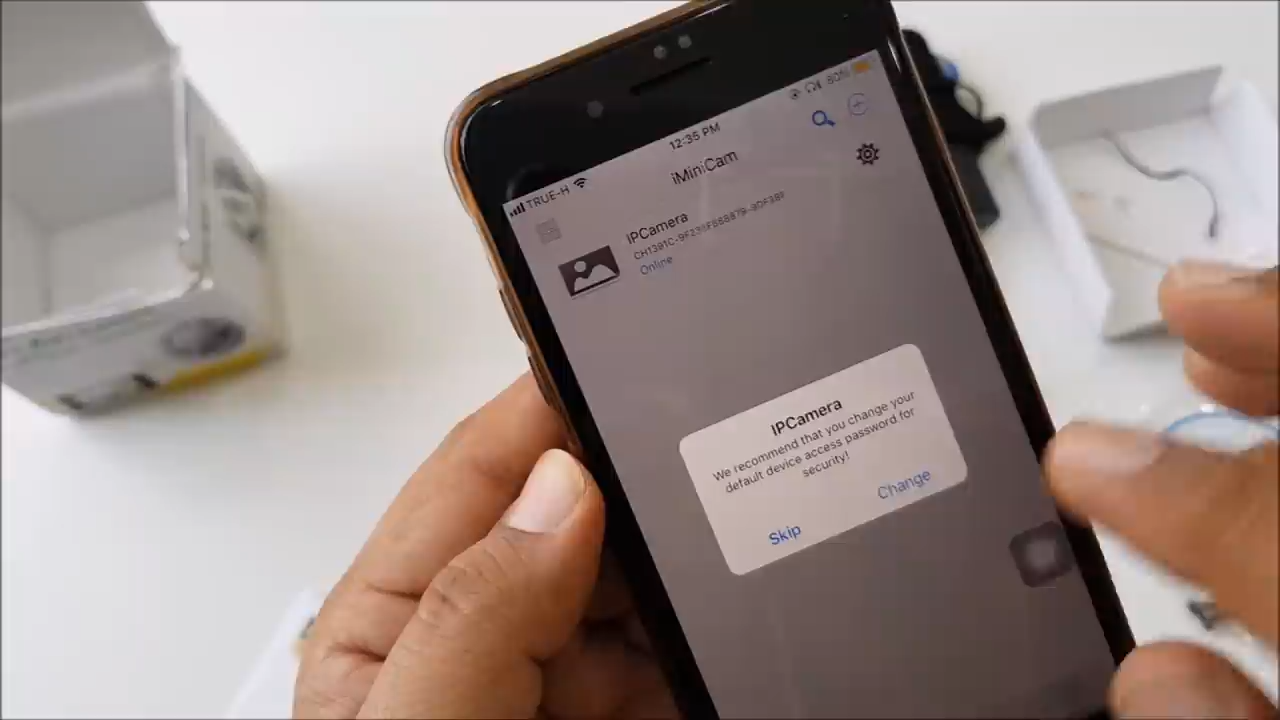 TRUE-H
12:35 PM
80%
iMiniCam
IPCamera
Online
IPCamera
We recommend that you change your
default device access password for
security!
Skip
Change